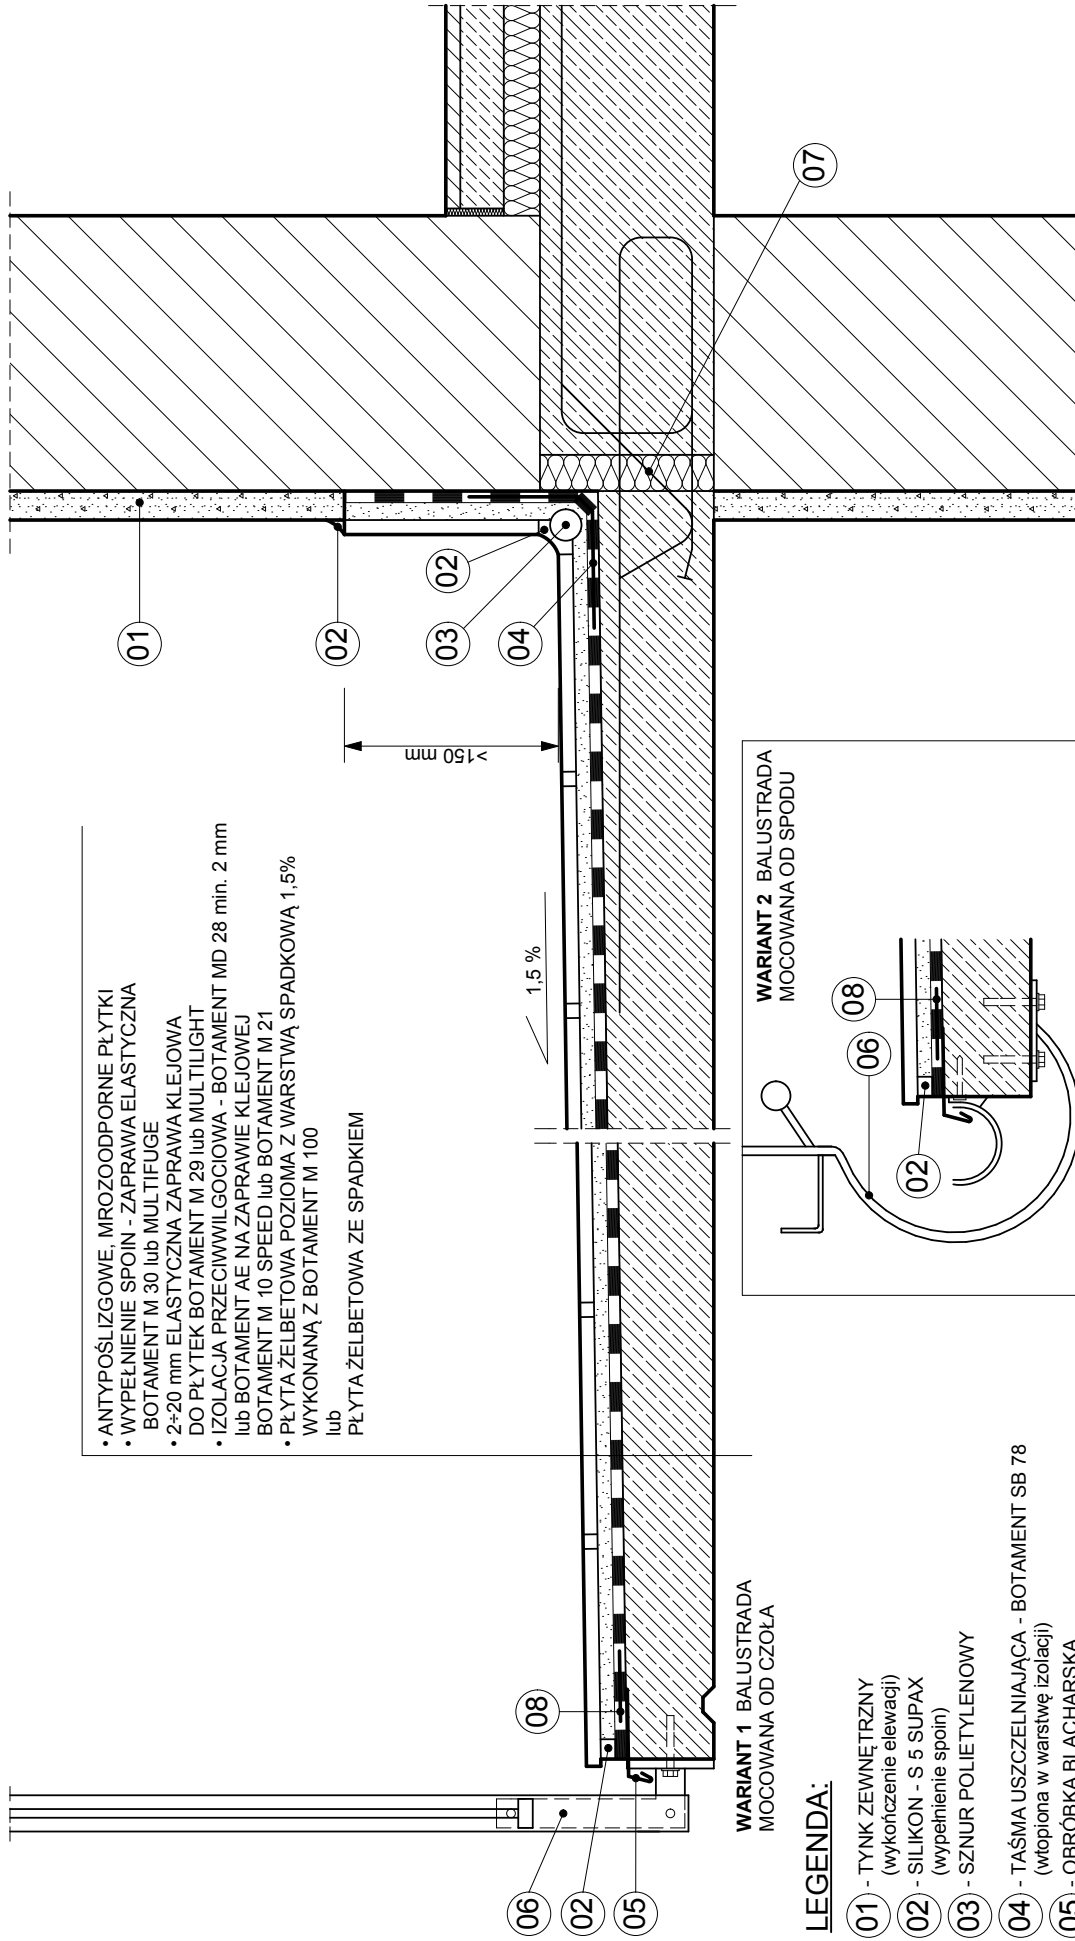 • ANTYPOŚLIZGOWE, MROZOODPORNE PŁYTKI
• WYPEŁNIENIE SPOIN - ZAPRAWA ELASTYCZNA
BOTAMENT M 30 lub MULTIFUGE
• 2÷20 mm ELASTYCZNA ZAPRAWA KLEJOWA
DO PŁYTEK BOTAMENT M 29 lub MULTILIGHT
• IZOLACJA PRZECIWWILGOCIOWA - BOTAMENT MD 28 min. 2 mm
lub BOTAMENT AE NA ZAPRAWIE KLEJOWEJ
BOTAMENT M 10 SPEED lub BOTAMENT M 21
• PŁYTA ŻELBETOWA POZIOMA Z WARSTWĄ SPADKOWĄ 1,5%
WYKONANĄ Z BOTAMENT M 100
lub
PŁYTA ŻELBETOWA ZE SPADKIEM
01
02
02
03
04
07
>150 mm
1,5 %
08
06
02
05
WARIANT 1 BALUSTRADA
MOCOWANA OD CZOŁA
WARIANT 2 BALUSTRADA
MOCOWANA OD SPODU
08
06
02
LEGENDA:
01 - TYNK ZEWNĘTRZNY
(wykończenie elewacji)
02 - SILIKON - S 5 SUPAX
(wypełnienie spoin)
03 - SZNUR POLIETYLENOWY
04 - TAŚMA USZCZELNIAJĄCA - BOTAMENT SB 78
(wtopiona w warstwę izolacji)
05 - OBRÓBKA BLACHARSKA